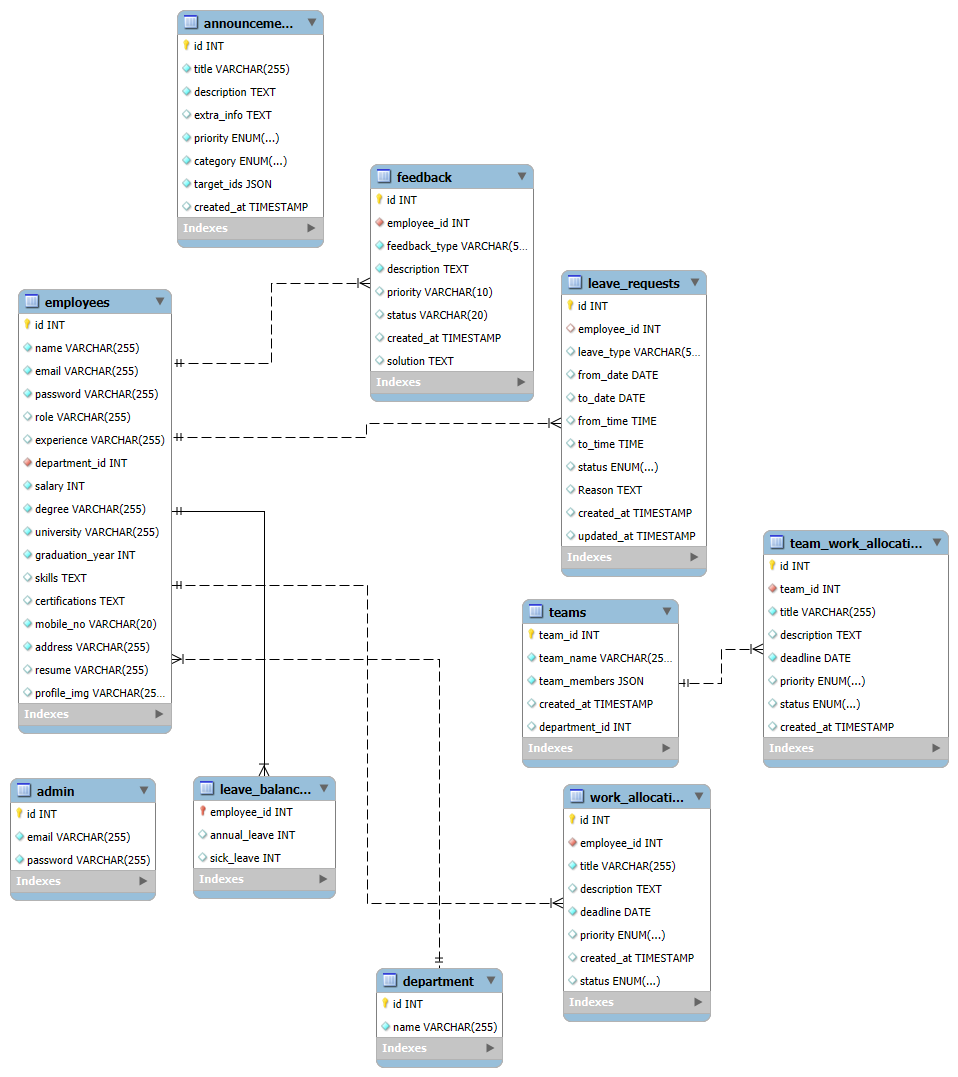 announceme...
id INT
title VARCHAR(255)
description TEXT
extra_info TEXT
priority ENUM(...)
category ENUM(...)
target_ids JSON
created_at TIMESTAMP
Indexes
feedback
id INT
employee_id INT
feedback_type VARCHAR(5...
description TEXT
priority VARCHAR(10)
status VARCHAR(20)
created_at TIMESTAMP
solution TEXT
Indexes
leave_requests
id INT
employee_id INT
leave_type VARCHAR(5...
from_date DATE
to_date DATE
from_time TIME
to_time TIME
status ENUM(...)
Reason TEXT
created_at TIMESTAMP
updated_at TIMESTAMP
Indexes
employees
id INT
name VARCHAR(255)
email VARCHAR(255)
password VARCHAR(255)
role VARCHAR(255)
experience VARCHAR(255)
department_id INT
salary INT
degree VARCHAR(255)
university VARCHAR(255)
graduation_year INT
skills TEXT
certifications TEXT
mobile_no VARCHAR(20)
address VARCHAR(255)
resume VARCHAR(255)
profile_img VARCHAR(25...
Indexes
team_work_allocati...
id INT
team_id INT
title VARCHAR(255)
description TEXT
deadline DATE
priority ENUM(...)
status ENUM(...)
created_at TIMESTAMP
Indexes
teams
team_id INT
team_name VARCHAR(25...
team_members JSON
created_at TIMESTAMP
department_id INT
Indexes
admin
id INT
email VARCHAR(255)
password VARCHAR(255)
Indexes
leave_balanc...
employee_id INT
annual_leave INT
sick_leave INT
Indexes
work_allocati...
id INT
employee_id INT
title VARCHAR(255)
description TEXT
deadline DATE
priority ENUM(...)
created_at TIMESTAMP
status ENUM(...)
Indexes
department
id INT
name VARCHAR(255)
Indexes